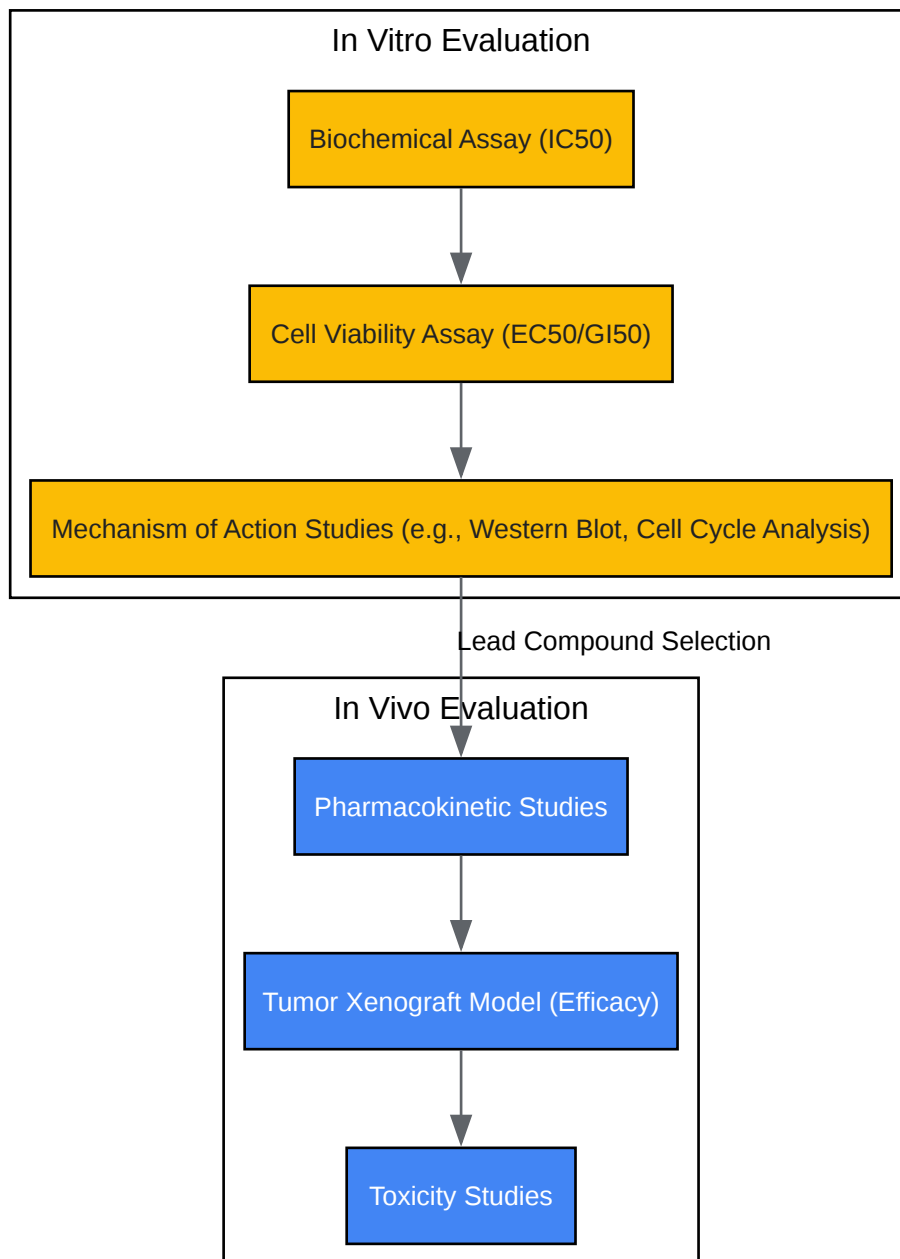 In Vitro Evaluation
Biochemical Assay (IC50)
Cell Viability Assay (EC50/GI50)
Mechanism of Action Studies (e.g., Western Blot, Cell Cycle Analysis)
Lead Compound Selection
In Vivo Evaluation
Pharmacokinetic Studies
Tumor Xenograft Model (Efficacy)
Toxicity Studies